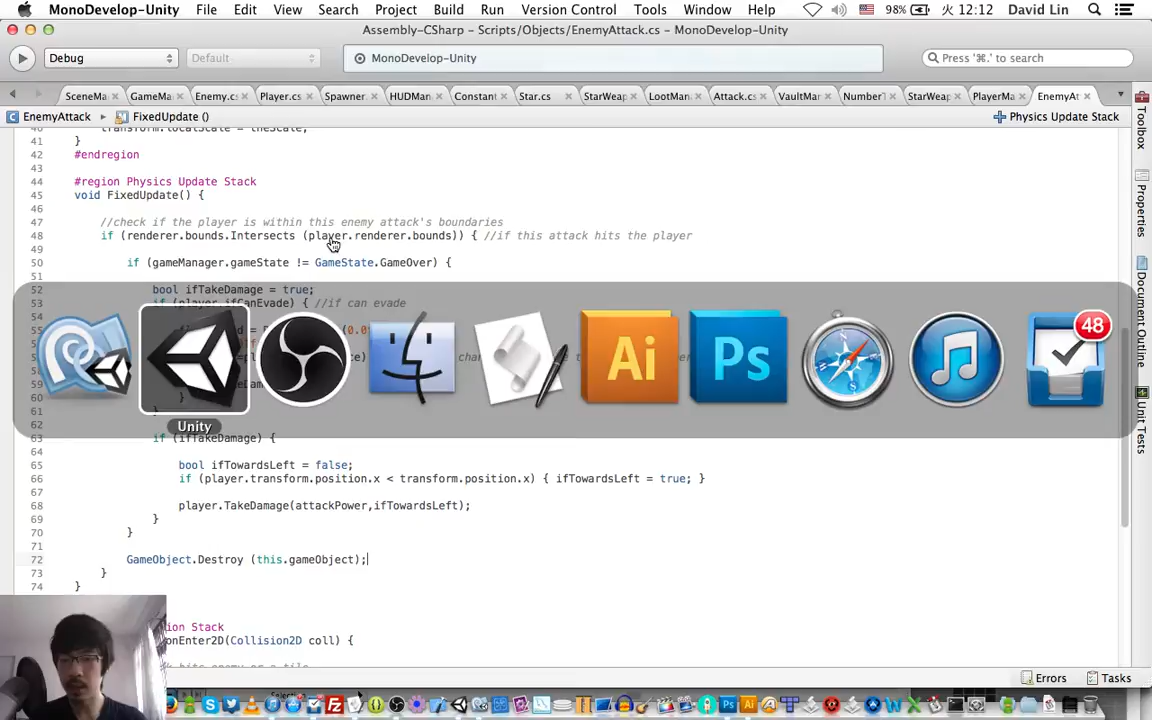 MonoDevelop-Unity File Edit View Search Project Build Run Version Control Tools Window Help 98% 火 12:12 David Lin
Assembly-CSharp – Scripts/Objects/EnemyAttack.cs – MonoDevelop-Unity
Debug Default MonoDevelop-Unity Press '⌘.' to search
SceneMa GameMa Enemy.c Player.cs Spawner. HUDMan Constant Star.cs StarWeap LootMan Attack.cs VaultMar NumberT StarWeap PlayerMa EnemyAt
EnemyAttack FixedUpdate () Physics Update Stack
41 }
42 #endregion
43
44 #region Physics Update Stack
45 void FixedUpdate() {
46
47 //check if the player is within this enemy attack's boundaries
48 if (renderer.bounds.Intersects (player.renderer.bounds)) { //if this attack hits the player
49
50 if (gameManager.gameState != GameState.GameOver) {
51
52 bool ifTakeDamage = true;
53 if (player.ifCanEvade) { //if can evade
Unity
61
63 if (ifTakeDamage) {
64
65 bool ifTowardsLeft = false;
66 if (player.transform.position.x < transform.position.x) { ifTowardsLeft = true; }
67
68 player.TakeDamage(attackPower,ifTowardsLeft);
69 }
70 }
71
72 GameObject.Destroy (this.gameObject);
73 }
74 }
ion Stack
onEnter2D(Collision2D coll) {
Errors Tasks
Toolbox
Properties
Document Outline
Unit Tests
Ai
Ps
48